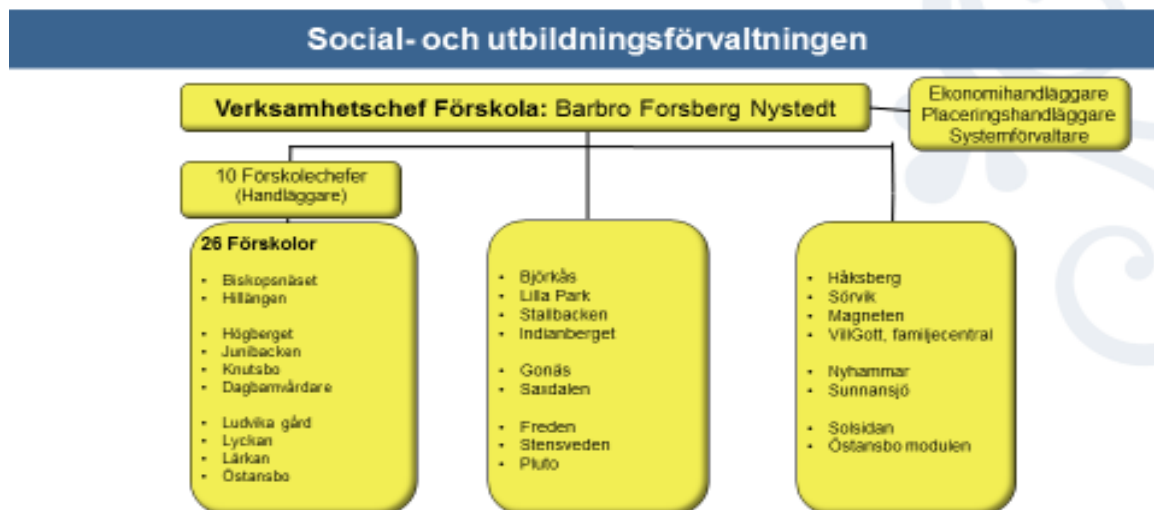 Social- och utbildningsförvaltningen
Verksamhetschef Förskola: Barbro Forsberg Nystedt
Ekonomihandläggare
Placeringshandläggare
Systemförvaltare
10 Förskolechefer
(Handläggare)
26 Förskolor
• Biskopsnäset
• Hillängen
• Högberget
• Junibacken
• Knutsbo
• Dagbarnvårdare
• Ludvika gård
• Lyckan
• Lärkan
• Östansbo
• Björkås
• Lilla Park
• Stallbacken
• Indianberget
• Gonäs
• Saxdalen
• Freden
• Stensveden
• Pluto
• Håksberg
• Sörvik
• Magneten
• VillGott, familjecentral
• Nyhammar
• Sunnansjö
• Solsidan
• Östansbo modulen